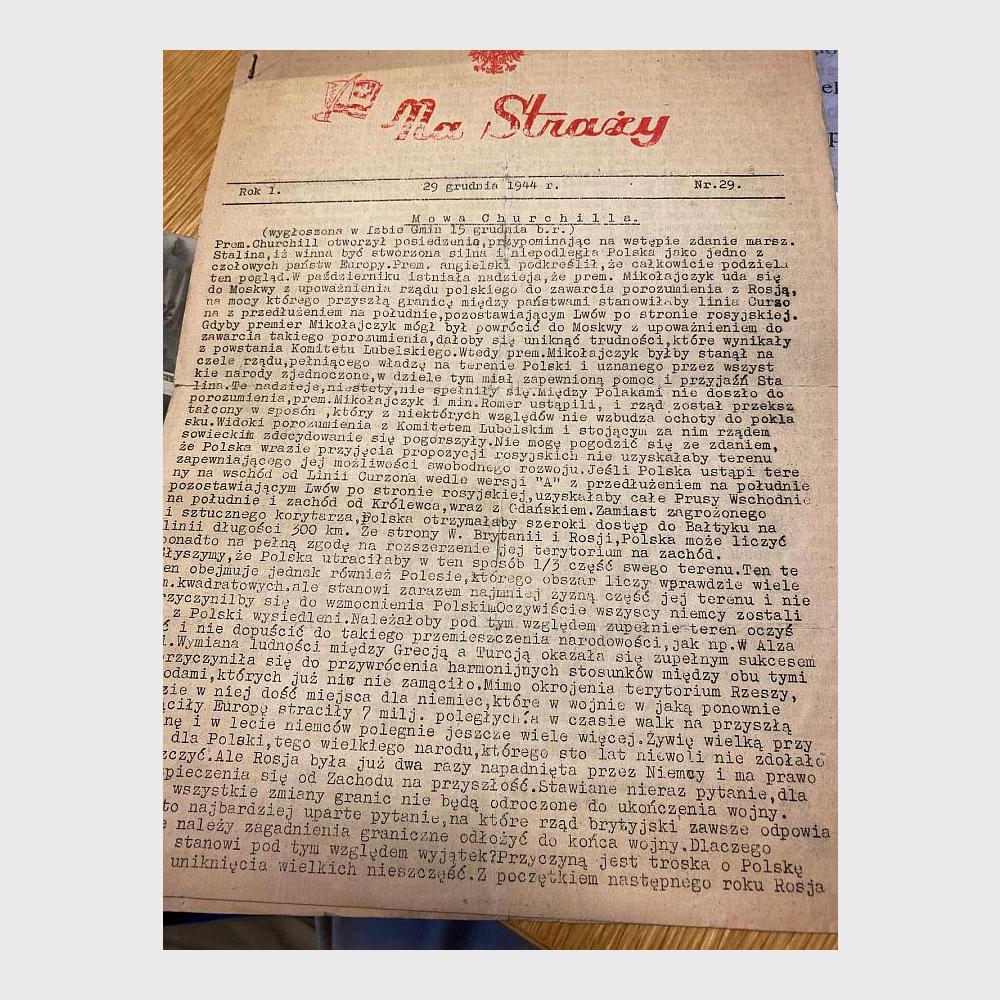 Na Straży
Rok 1. 29 grudnia 1944 r. Nr.29.
Mowa Churchilla.
(wygłoszona w Izbie Gmin 15 grudnia b.r.)
Prem.Churchill otworzył posiedzenie,przypominając na wstępie zdanie marsz.
Stalina,iż winna być stworzona silna i niepodległa Polska jako jedno z
czołowych państw Europy.Prem. angielski podkreślił,że całkowicie podziela
ten pogląd.W październiku istniała nadzieja,że prem. Mikołajczyk uda się
do Moskwy z upoważnienia rządu polskiego do zawarcia porozumienia z Rosją,
na mocy którego przyszłą granicę między państwami stanowiłaby linia Curzo
na z przedłużeniem na południe,pozostawiającym Lwów po stronie rosyjskiej.
Gdyby premier Mikołajczyk mógł był powrócić do Moskwy z upoważnieniem do
zawarcia takiego porozumienia,dałoby się uniknąć trudności,które wynikały
z powstania Komitetu Lubelskiego.Wtedy prem.Mikołajczyk byłby stanął na
czele rządu,pełniącego władzę na terenie Polski i uznanego przez wszyst
kie narody zjednoczone,w dziele tym miał zapewnioną pomoc i przyjaźń Sta
lina.Te nadzieje,niestety,nie spełniły się.Między Polakami nie doszło do
porozumienia,prem.Mikołajczyk i min.Romer ustąpili, i rząd został przeksz
tałcony w sposón ,który z niektórych względów nie wzbudza ochoty do pokla
sku.Widoki porozumienia z Komitetem Lubelskim i stojącym za nim rządem
sowieckim zdecydowanie się pogorszyły.Nie mogę pogodzić się ze zdaniem,
że Polska wrazie przyjęcia propozycji rosyjskich nie uzyskałaby terenu
zapewniającego jej możliwości swobodnego rozwoju.Jeśli Polska ustąpi tere
ny na wschód od Linii Curzona wedle wersji "A" z przedłużeniem na południe
pozostawiającym Lwów po stronie rosyjskiej,uzyskałaby całe Prusy Wschodnie
na południe i zachód od Królewca,wraz z Gdańskiem.Zamiast zagrożonego
i sztucznego korytarza,Polska otrzymałaby szeroki dostęp do Bałtyku na
linii długości 300 km. Ze strony W. Brytanii i Rosji,Polska może liczyć
ponadto na pełną zgodę na rozszerzenie jej terytorium na zachód.
Słyszymy,że Polska utraciłaby w ten sposób 1/3 część swego terenu.Ten te
en obejmuje jednak również Polesie,którego obszar liczy wprawdzie wiele
m.kwadratowych.ale stanowi zarazem najmniej żyzną część jej terenu i nie
rzyczyniłby się do wzmocnienia PolskimOczywiście wszyscy niemcy zostali
z Polski wysiedleni.Należałoby pod tym względem zupełnie teren oczyś
ć i nie dopuścić do takiego przemieszczenia narodowości,jak np.W Alza
i.Wymiana ludności między Grecją a Turcją okazała się zupełnym sukcesem
rzyczyniła się do przywrócenia harmonijnych stosunków między obu tymi
odami,których już nic nie zamąciło.Mimo okrojenia terytorium Rzeszy,
zie w niej dość miejsca dla niemiec,które w wojnie w jaką ponownie
ciły Europę straciły 7 milj. poległych,a w czasie walk na przyszłą
nę i w lecie niemców polegnie jeszcze wiele więcej.Żywię wielką przy
dla Polski,tego wielkiego narodu,którego sto lat niewoli nie zdołało
szczyć.Ale Rosja była już dwa razy napadnięta przez Niemcy i ma prawo
pieczenia się od Zachodu na przyszłość.Stawiane nieraz pytanie,dla
wszystkie zmiany granic nie będą odroczone do ukończenia wojny.
to najbardziej uparte pytanie,na które rząd brytyjski zawsze odpowia
należy zagadnienia graniczne odłożyć do końca wojny.Dlaczego
stanowi pod tym względem wyjątek?Przyczyną jest troska o Polskę
uniknięcia wielkich nieszczęść.Z początkiem następnego roku Rosja